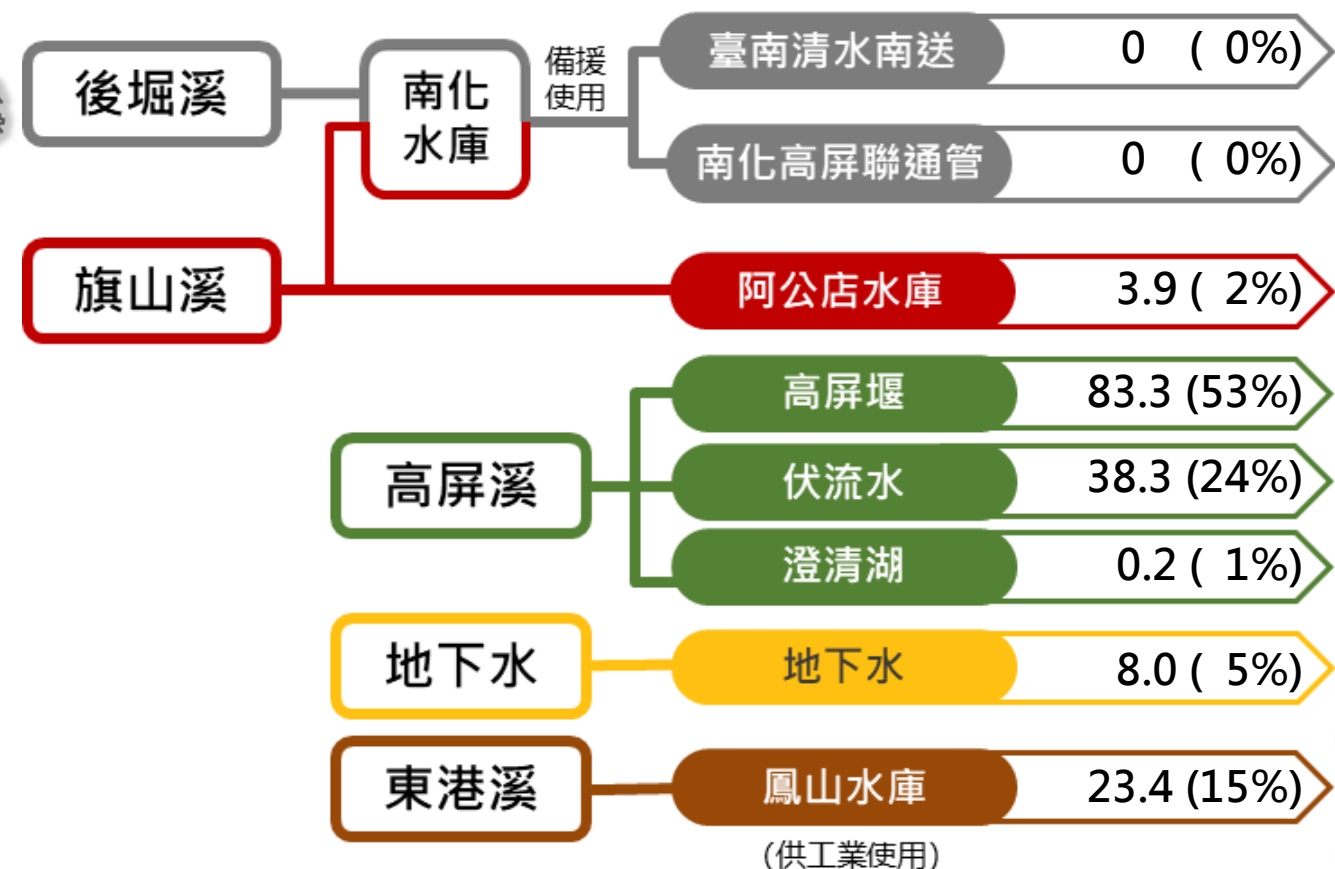 後堀溪
南化
水庫
備援
使用
臺南清水南送 0 ( 0%)
南化高屏聯通管 0 ( 0%)
旗山溪
阿公店水庫 3.9 ( 2%)
高屏溪
高屏堰 83.3 (53%)
伏流水 38.3 (24%)
澄清湖 0.2 ( 1%)
地下水
地下水 8.0 ( 5%)
東港溪
鳳山水庫 23.4 (15%)
(供工業使用)